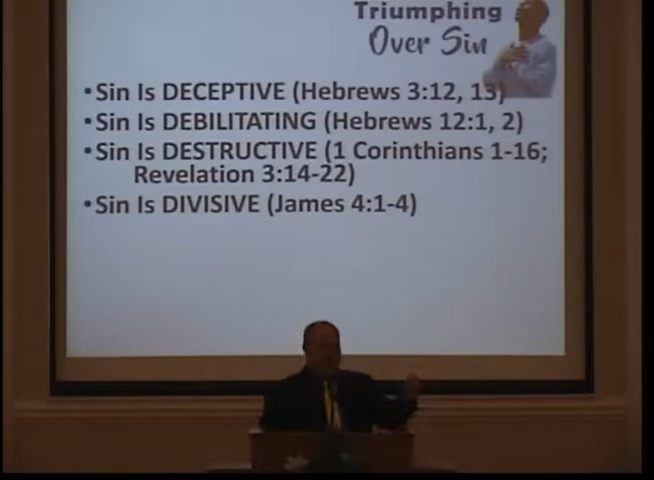 Triumphing
Over Sin
•Sin Is DECEPTIVE (Hebrews 3:12, 13)
•Sin Is DEBILITATING (Hebrews 12:1, 2)
•Sin Is DESTRUCTIVE (1 Corinthians 1-16;
Revelation 3:14-22)
•Sin Is DIVISIVE (James 4:1-4)